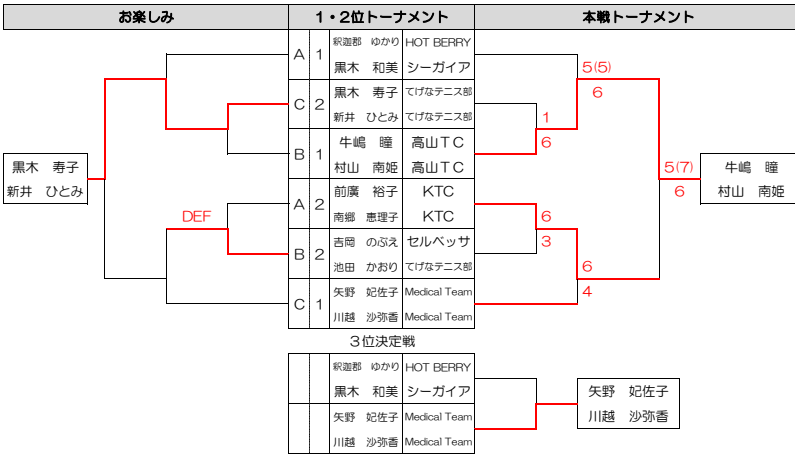 お楽しみ 1・2位トーナメント 本戦トーナメント
A 1 釈迦郡 ゆかり HOT BERRY
黒木 和美 シーガイア
5(5)
6
C 2 黒木 寿子 てげなテニス部
新井 ひとみ てげなテニス部
1
6
B 1 牛嶋 瞳 高山TC
村山 南姫 高山TC
黒木 寿子
新井 ひとみ
5(7)
6
牛嶋 瞳
村山 南姫
A 2 前廣 裕子 KTC
南郷 恵理子 KTC
DEF
6
3
B 2 吉岡 のぶえ セルベッサ
池田 かおり てげなテニス部
6
4
C 1 矢野 妃佐子 Medical Team
川越 沙弥香 Medical Team
3位決定戦
釈迦郡 ゆかり HOT BERRY
黒木 和美 シーガイア
矢野 妃佐子 Medical Team
川越 沙弥香 Medical Team
矢野 妃佐子
川越 沙弥香